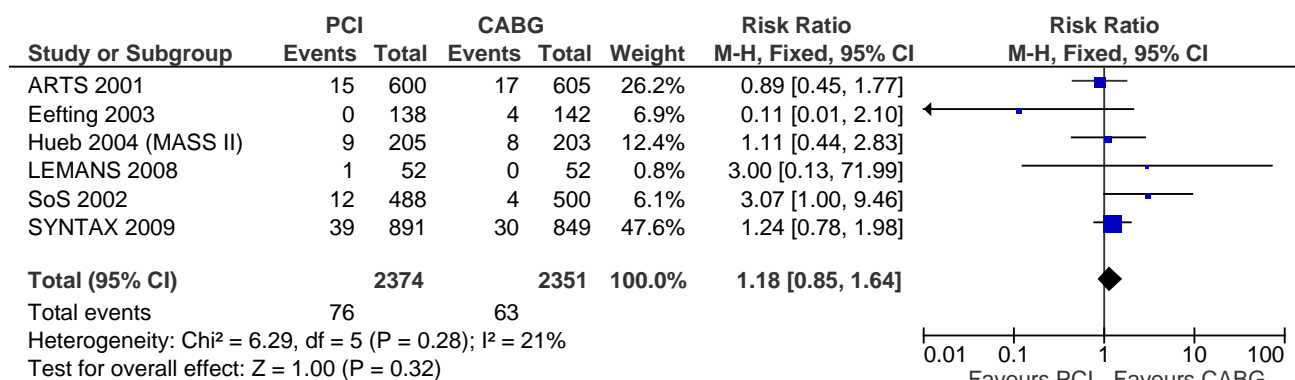 PCI CABG Risk Ratio Risk Ratio
Study or Subgroup Events Total Events Total Weight M-H, Fixed, 95% CI M-H, Fixed, 95% CI
ARTS 2001 15 600 17 605 26.2% 0.89 [0.45, 1.77]
Eefting 2003 0 138 4 142 6.9% 0.11 [0.01, 2.10]
Hueb 2004 (MASS II) 9 205 8 203 12.4% 1.11 [0.44, 2.83]
LEMANS 2008 1 52 0 52 0.8% 3.00 [0.13, 71.99]
SoS 2002 12 488 4 500 6.1% 3.07 [1.00, 9.46]
SYNTAX 2009 39 891 30 849 47.6% 1.24 [0.78, 1.98]
Total (95% CI) 2374 2351 100.0% 1.18 [0.85, 1.64]
Total events 76 63
Heterogeneity: Chi² = 6.29, df = 5 (P = 0.28); I² = 21%
Test for overall effect: Z = 1.00 (P = 0.32)
0.01 0.1 1 10 100
Favours PCI Favours CABG